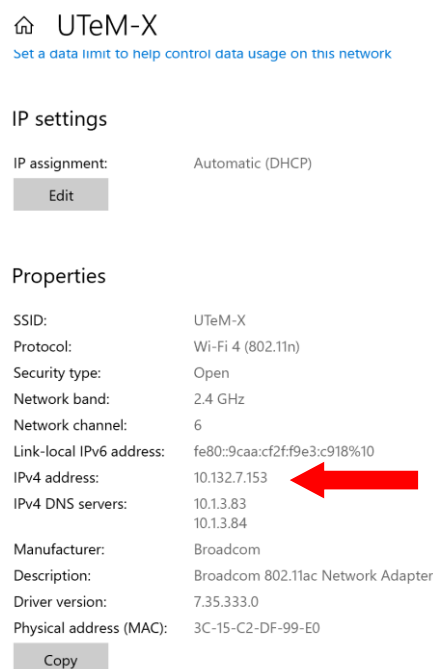 UTeM-X
Set a data limit to help control data usage on this network
IP settings
IP assignment: Automatic (DHCP)
Edit
Properties
SSID: UTeM-X
Protocol: Wi-Fi 4 (802.11n)
Security type: Open
Network band: 2.4 GHz
Network channel: 6
Link-local IPv6 address: fe80::9caa:cf2f:f9e3:c918%10
IPv4 address: 10.132.7.153
IPv4 DNS servers: 10.1.3.83
10.1.3.84
Manufacturer: Broadcom
Description: Broadcom 802.11ac Network Adapter
Driver version: 7.35.333.0
Physical address (MAC): 3C-15-C2-DF-99-E0
Copy